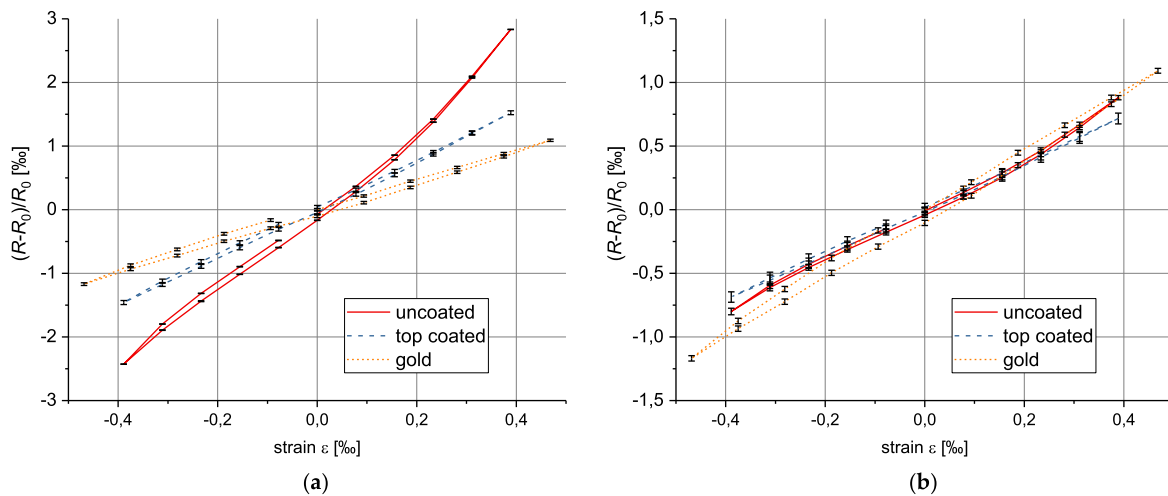 (R-R0)/R0 [‰]
3
2
1
0
-1
-2
-3
-0,4
-0,2
0,0
0,2
0,4
strain ε [‰]
uncoated
top coated
gold
(a)
(R-R0)/R0 [‰]
1,5
1,0
0,5
0,0
-0,5
-1,0
-1,5
-0,4
-0,2
0,0
0,2
0,4
strain ε [‰]
uncoated
top coated
gold
(b)